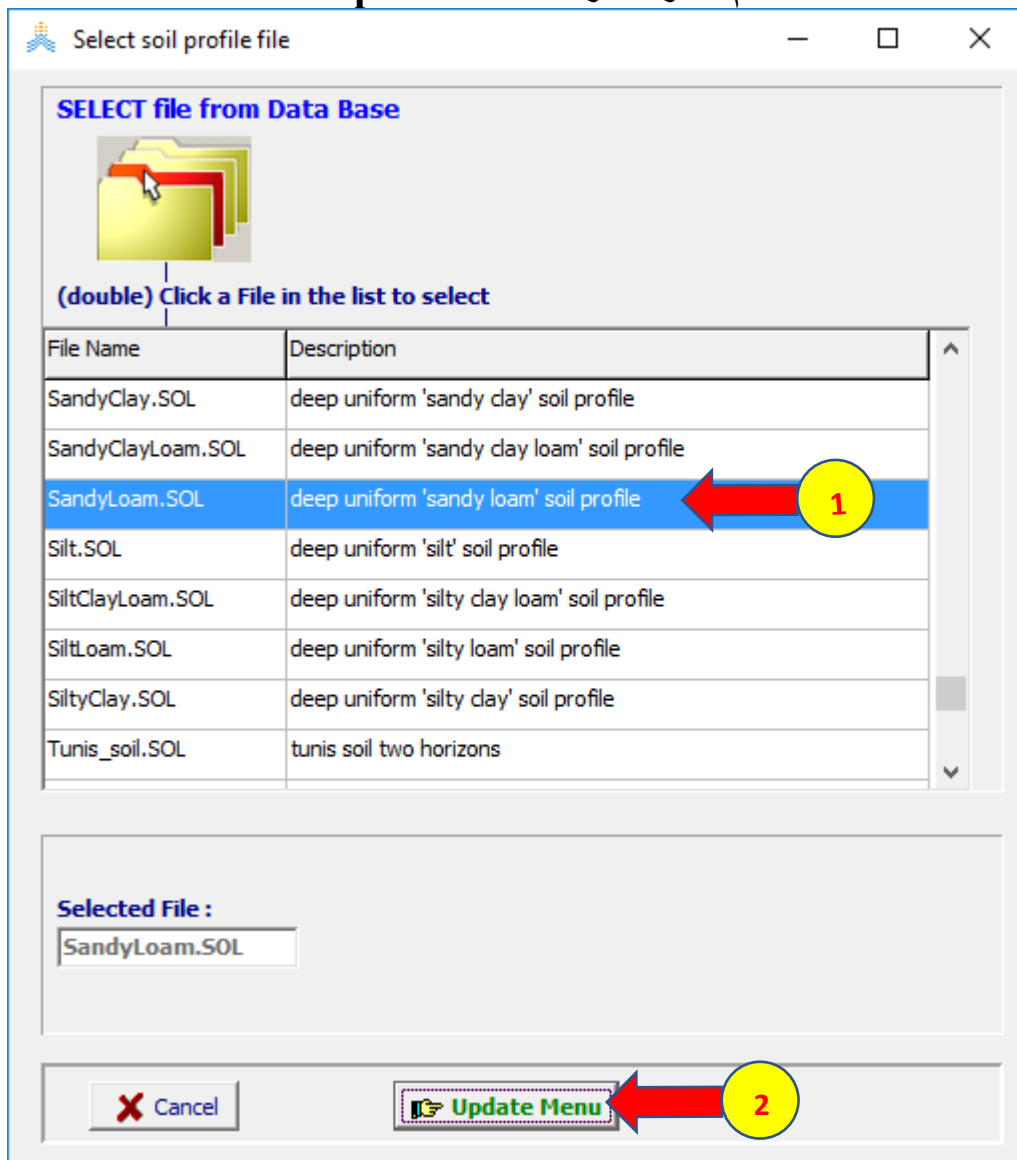 Select soil profile file
SELECT file from Data Base
(double) Click a File in the list to select
File Name Description
SandyClay.SOL deep uniform 'sandy clay' soil profile
SandyClayLoam.SOL deep uniform 'sandy clay loam' soil profile
SandyLoam.SOL deep uniform 'sandy loam' soil profile 1
Silt.SOL deep uniform 'silt' soil profile
SiltClayLoam.SOL deep uniform 'silty clay loam' soil profile
SiltLoam.SOL deep uniform 'silty loam' soil profile
SiltyClay.SOL deep uniform 'silty clay' soil profile
Tunis_soil.SOL tunis soil two horizons
Selected File :
SandyLoam.SOL
Cancel Update Menu 2